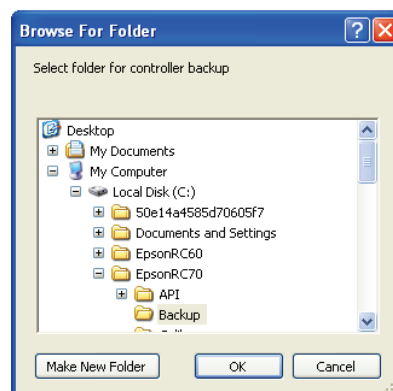 Browse For Folder
Select folder for controller backup
Desktop
My Documents
My Computer
Local Disk (C:)
50e14a4585d70605f7
Documents and Settings
EpsonRC60
EpsonRC70
API
Backup
Make New Folder
OK
Cancel